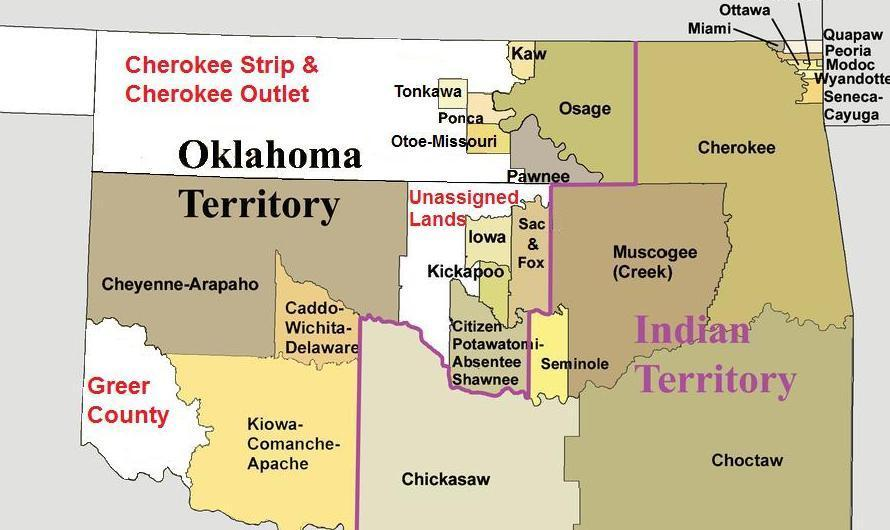 Ottawa
Miami
Quapaw
Peoria
Modoc
Wyandotte
Seneca-
Cayuga
Kaw
Cherokee Strip &
Cherokee Outlet
Tonkawa
Ponca
Osage
Otoe-Missouri
Cherokee
Oklahoma
Territory
Pawnee
Unassigned
Lands
Sac
&
Fox
Iowa
Kickapoo
Muscogee
(Creek)
Cheyenne-Arapaho
Caddo-
Wichita-
Delaware
Citizen
Potawatomi-
Absentee
Shawnee
Seminole
Indian
Territory
Greer
County
Kiowa-
Comanche-
Apache
Chickasaw
Choctaw